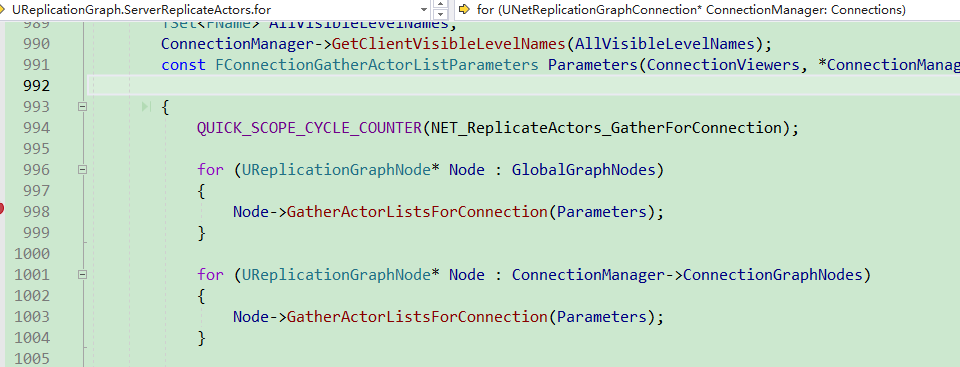 UReplicationGraph.ServerReplicateActors.for
for (UNetReplicationGraphConnection* ConnectionManager: Connections)
989 TSet<FName> AllVisibleLevelNames;
990 ConnectionManager->GetClientVisibleLevelNames(AllVisibleLevelNames);
991 const FConnectionGatherActorListParameters Parameters(ConnectionViewers, *ConnectionManag
992
993 {
994 QUICK_SCOPE_CYCLE_COUNTER(NET_ReplicateActors_GatherForConnection);
995
996 for (UReplicationGraphNode* Node : GlobalGraphNodes)
997 {
998 Node->GatherActorListsForConnection(Parameters);
999 }
1000
1001 for (UReplicationGraphNode* Node : ConnectionManager->ConnectionGraphNodes)
1002 {
1003 Node->GatherActorListsForConnection(Parameters);
1004 }
1005